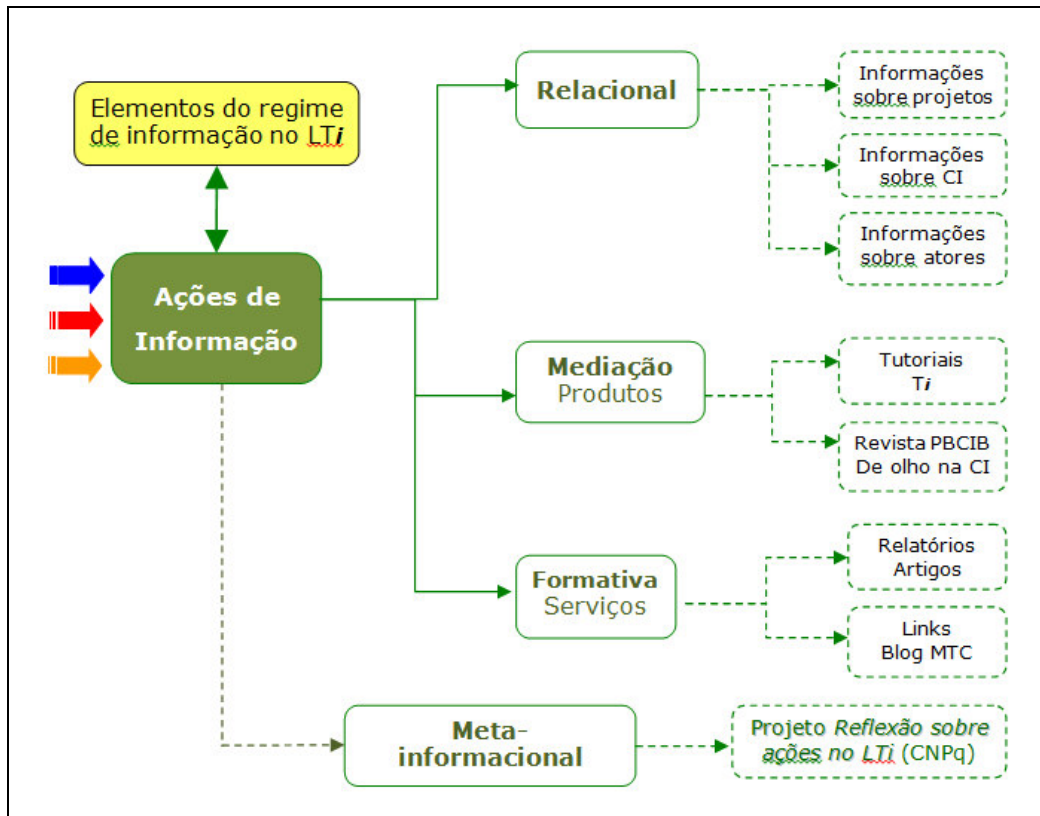 Elementos do regime
de informação no LTi
Ações de
Informação
Relacional
Informações
sobre projetos
Informações
sobre CI
Informações
sobre atores
Mediação
Produtos
Tutoriais
Ti
Revista PBCIB
De olho na CI
Formativa
Serviços
Relatórios
Artigos
Links
Blog MTC
Meta-
informacional
Projeto Reflexão sobre
ações no LTi (CNPq)